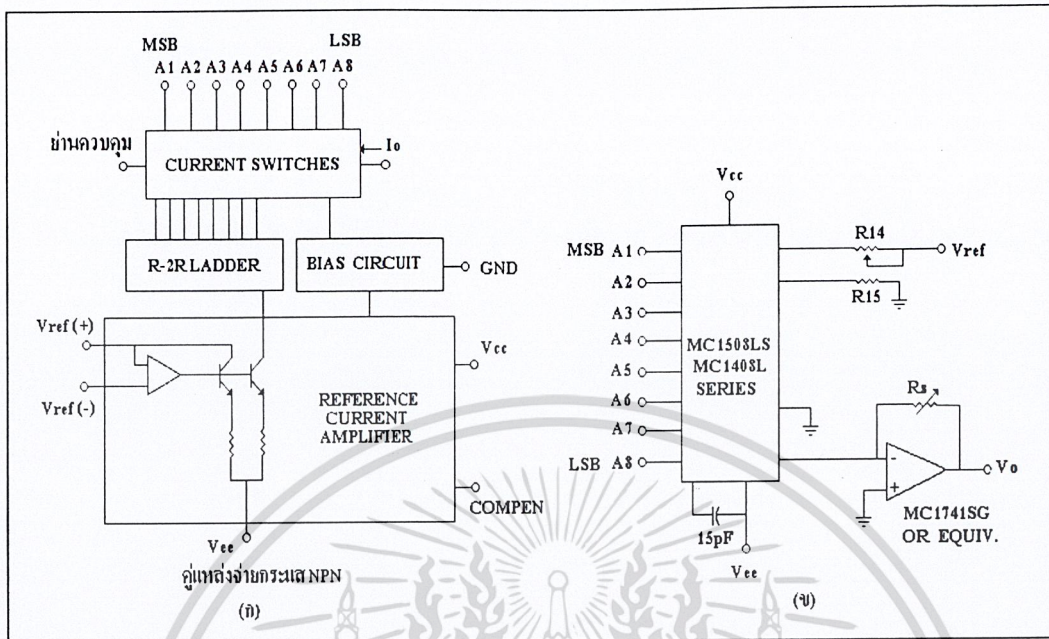 MSB LSB
A1 A2 A3 A4 A5 A6 A7 A8
ย่านควบคุม
CURRENT SWITCHES
Io
R-2R LADDER
BIAS CIRCUIT
GND
Vref (+)
Vref (-)
Vcc
REFERENCE
CURRENT
AMPLIFIER
COMPEN
Vee
คู่แหล่งจ่ายกระแส NPN
(ก)
Vcc
MSB A1
A2
A3
A4
A5
A6
A7
LSB A8
MC1508LS
MC1408L
SERIES
R14
Vref
R15
Rs
Vo
MC1741SG
OR EQUIV.
15pF
Vee
(ข)